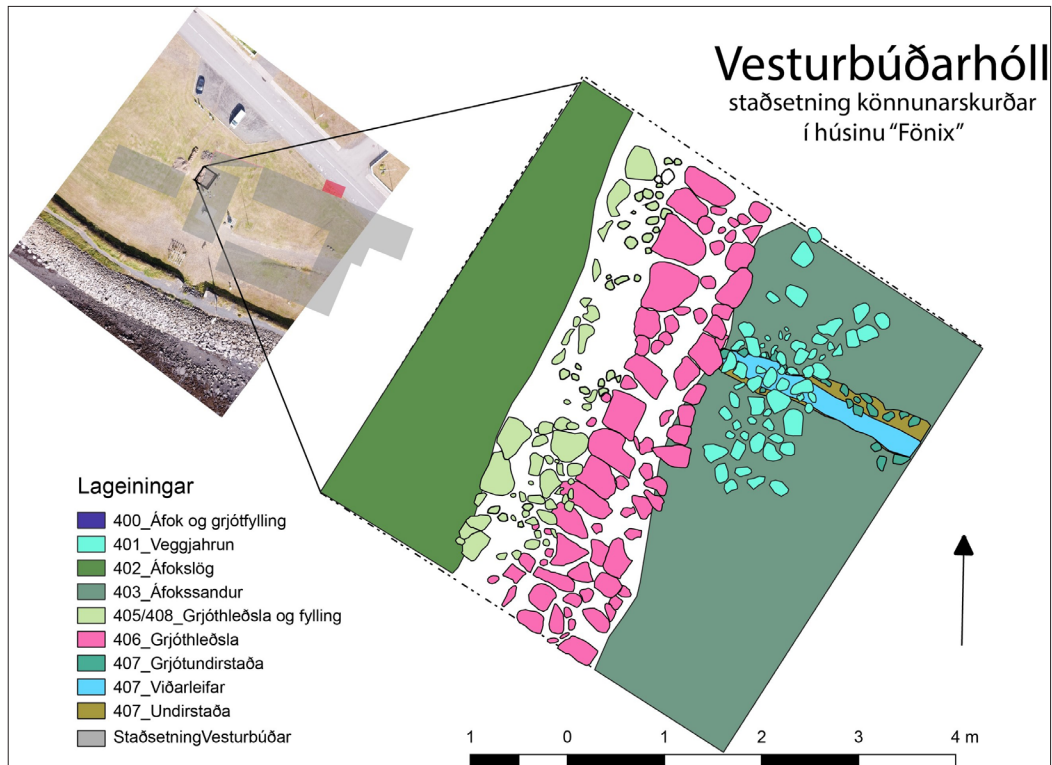 Vesturbúðarhóll
staðsetning könnunarskurðar
í húsinu “Fönix”
Lageiningar
400_Áfok og grjótfylling
401_Veggjahrun
402_Áfokslög
403_Áfokssandur
405/408_Grjóthleðsla og fylling
406_Grjóthleðsla
407_Grjótundirstaða
407_Viðarleifar
407_Undirstaða
StaðsetningVesturbúðar
1 0 1 2 3 4 m